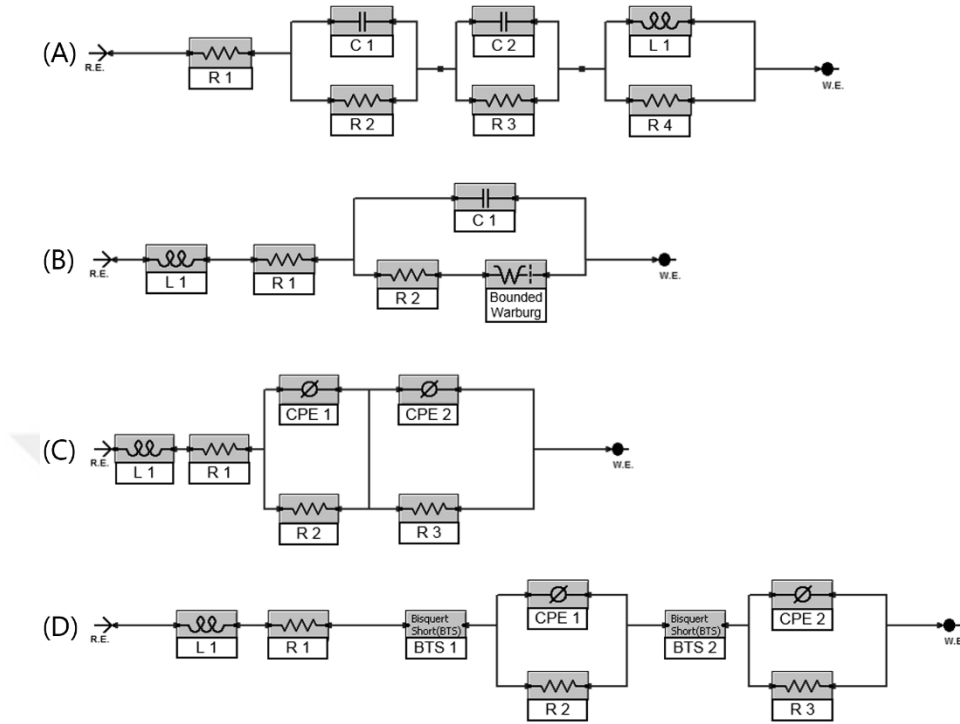 (A)
R.E.
R 1
C 1
R 2
C 2
R 3
L 1
R 4
W.E.
(B)
R.E.
L 1
R 1
C 1
R 2
Bounded
Warburg
W.E.
(C)
R.E.
L 1
R 1
CPE 1
R 2
CPE 2
R 3
W.E.
(D)
R.E.
L 1
R 1
Bisquert
Short(BTS)
BTS 1
CPE 1
R 2
Bisquert
Short(BTS)
BTS 2
CPE 2
R 3
W.E.